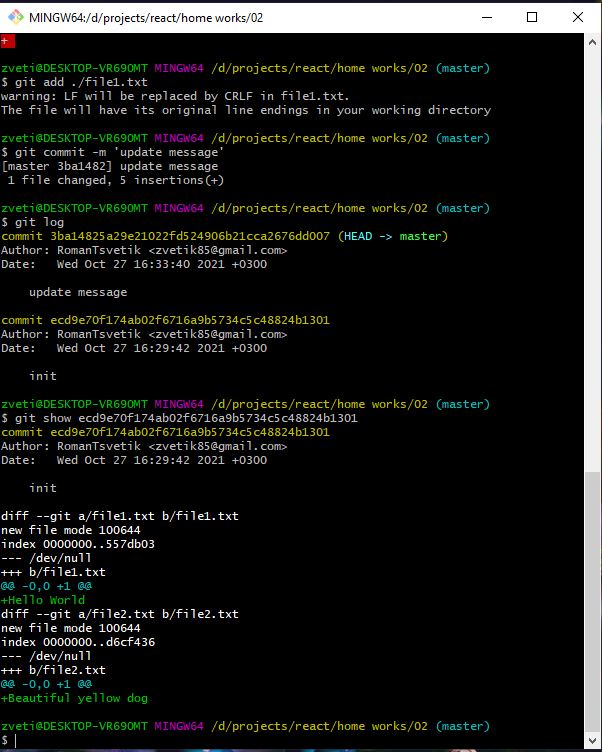 MINGW64:/d/projects/react/home works/02
+
zveti@DESKTOP-VR690MT MINGW64 /d/projects/react/home works/02 (master)
$ git add ./file1.txt
warning: LF will be replaced by CRLF in file1.txt.
The file will have its original line endings in your working directory
zveti@DESKTOP-VR690MT MINGW64 /d/projects/react/home works/02 (master)
$ git commit -m 'update message'
[master 3ba1482] update message
1 file changed, 5 insertions(+)
zveti@DESKTOP-VR690MT MINGW64 /d/projects/react/home works/02 (master)
$ git log
commit 3ba14825a29e21022fd524906b21cca2676dd007 (HEAD -> master)
Author: RomanTsvetik <zvetik85@gmail.com>
Date:   Wed Oct 27 16:33:40 2021 +0300
update message
commit ecd9e70f174ab02f6716a9b5734c5c48824b1301
Author: RomanTsvetik <zvetik85@gmail.com>
Date:   Wed Oct 27 16:29:42 2021 +0300
init
zveti@DESKTOP-VR690MT MINGW64 /d/projects/react/home works/02 (master)
$ git show ecd9e70f174ab02f6716a9b5734c5c48824b1301
commit ecd9e70f174ab02f6716a9b5734c5c48824b1301
Author: RomanTsvetik <zvetik85@gmail.com>
Date:   Wed Oct 27 16:29:42 2021 +0300
init
diff --git a/file1.txt b/file1.txt
new file mode 100644
index 0000000..557db03
--- /dev/null
+++ b/file1.txt
@@ -0,0 +1 @@
+Hello World
diff --git a/file2.txt b/file2.txt
new file mode 100644
index 0000000..d6cf436
--- /dev/null
+++ b/file2.txt
@@ -0,0 +1 @@
+Beautiful yellow dog
zveti@DESKTOP-VR690MT MINGW64 /d/projects/react/home works/02 (master)
$